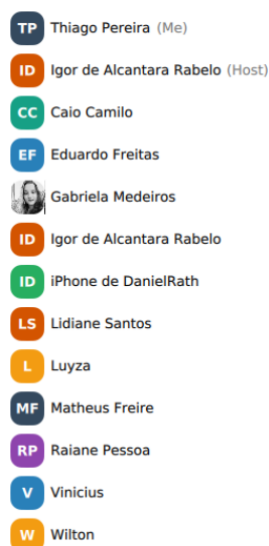 TP Thiago Pereira (Me)
ID Igor de Alcantara Rabelo (Host)
CC Caio Camilo
EF Eduardo Freitas
Gabriela Medeiros
ID Igor de Alcantara Rabelo
ID iPhone de DanielRath
LS Lidiane Santos
L Luyza
MF Matheus Freire
RP Raiane Pessoa
V Vinicius
W Wilton